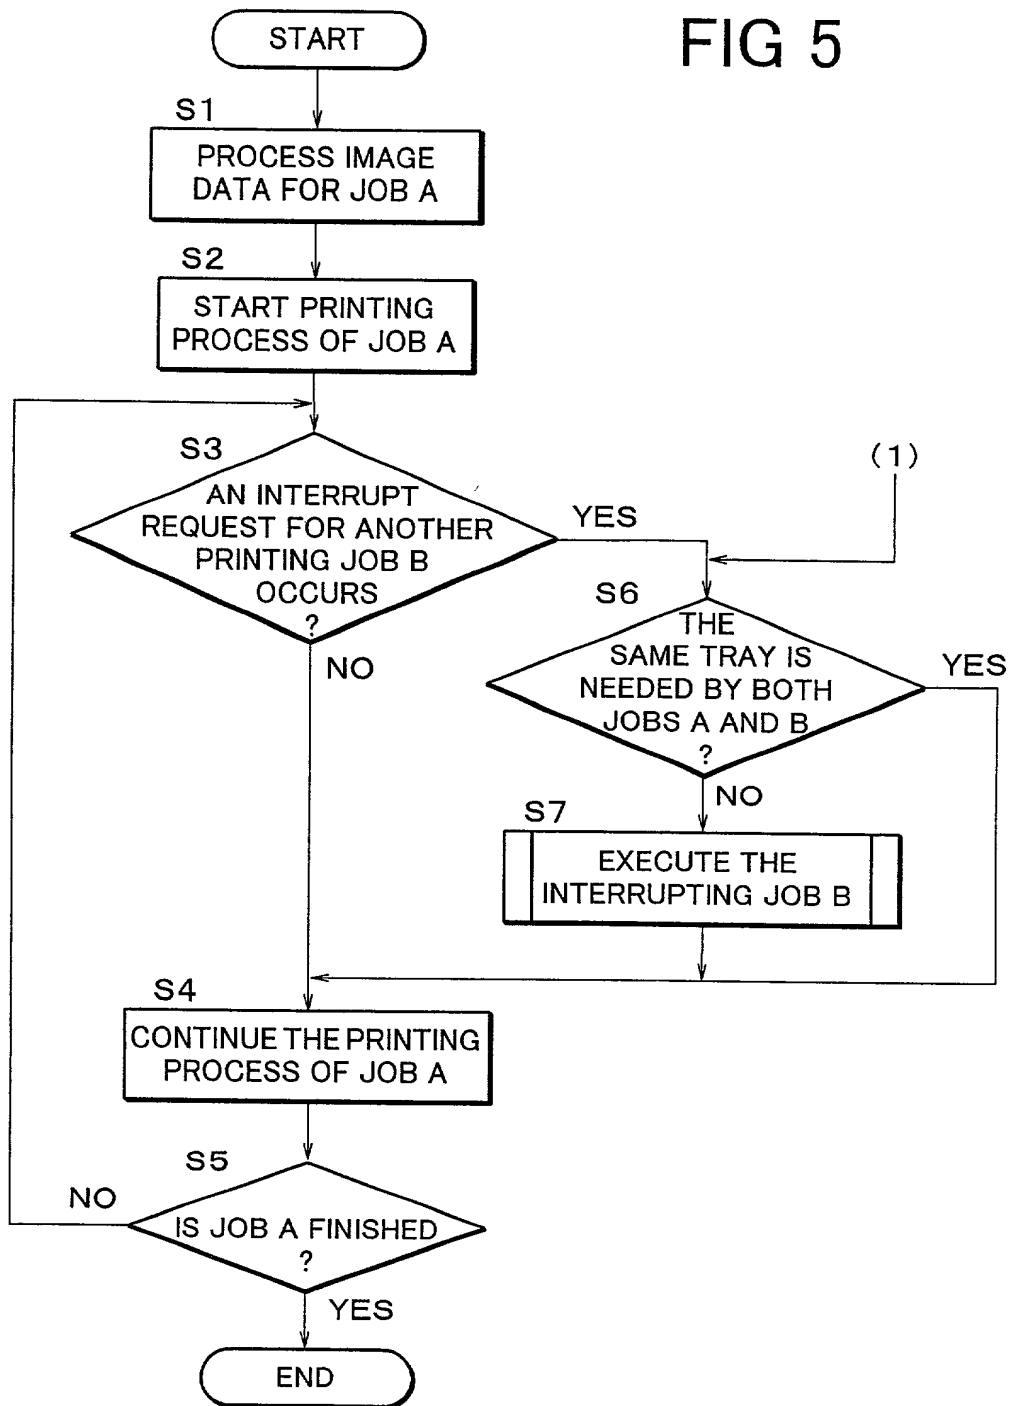 FIG 5
START
S1
PROCESS IMAGE
DATA FOR JOB A
S2
START PRINTING
PROCESS OF JOB A
S3
AN INTERRUPT
REQUEST FOR ANOTHER
PRINTING JOB B
OCCURS
?
YES
NO
(1)
S6
THE
SAME TRAY IS
NEEDED BY BOTH
JOBS A AND B
?
YES
NO
S7
EXECUTE THE
INTERRUPTING JOB B
S4
CONTINUE THE PRINTING
PROCESS OF JOB A
S5
NO
IS JOB A FINISHED
?
YES
END